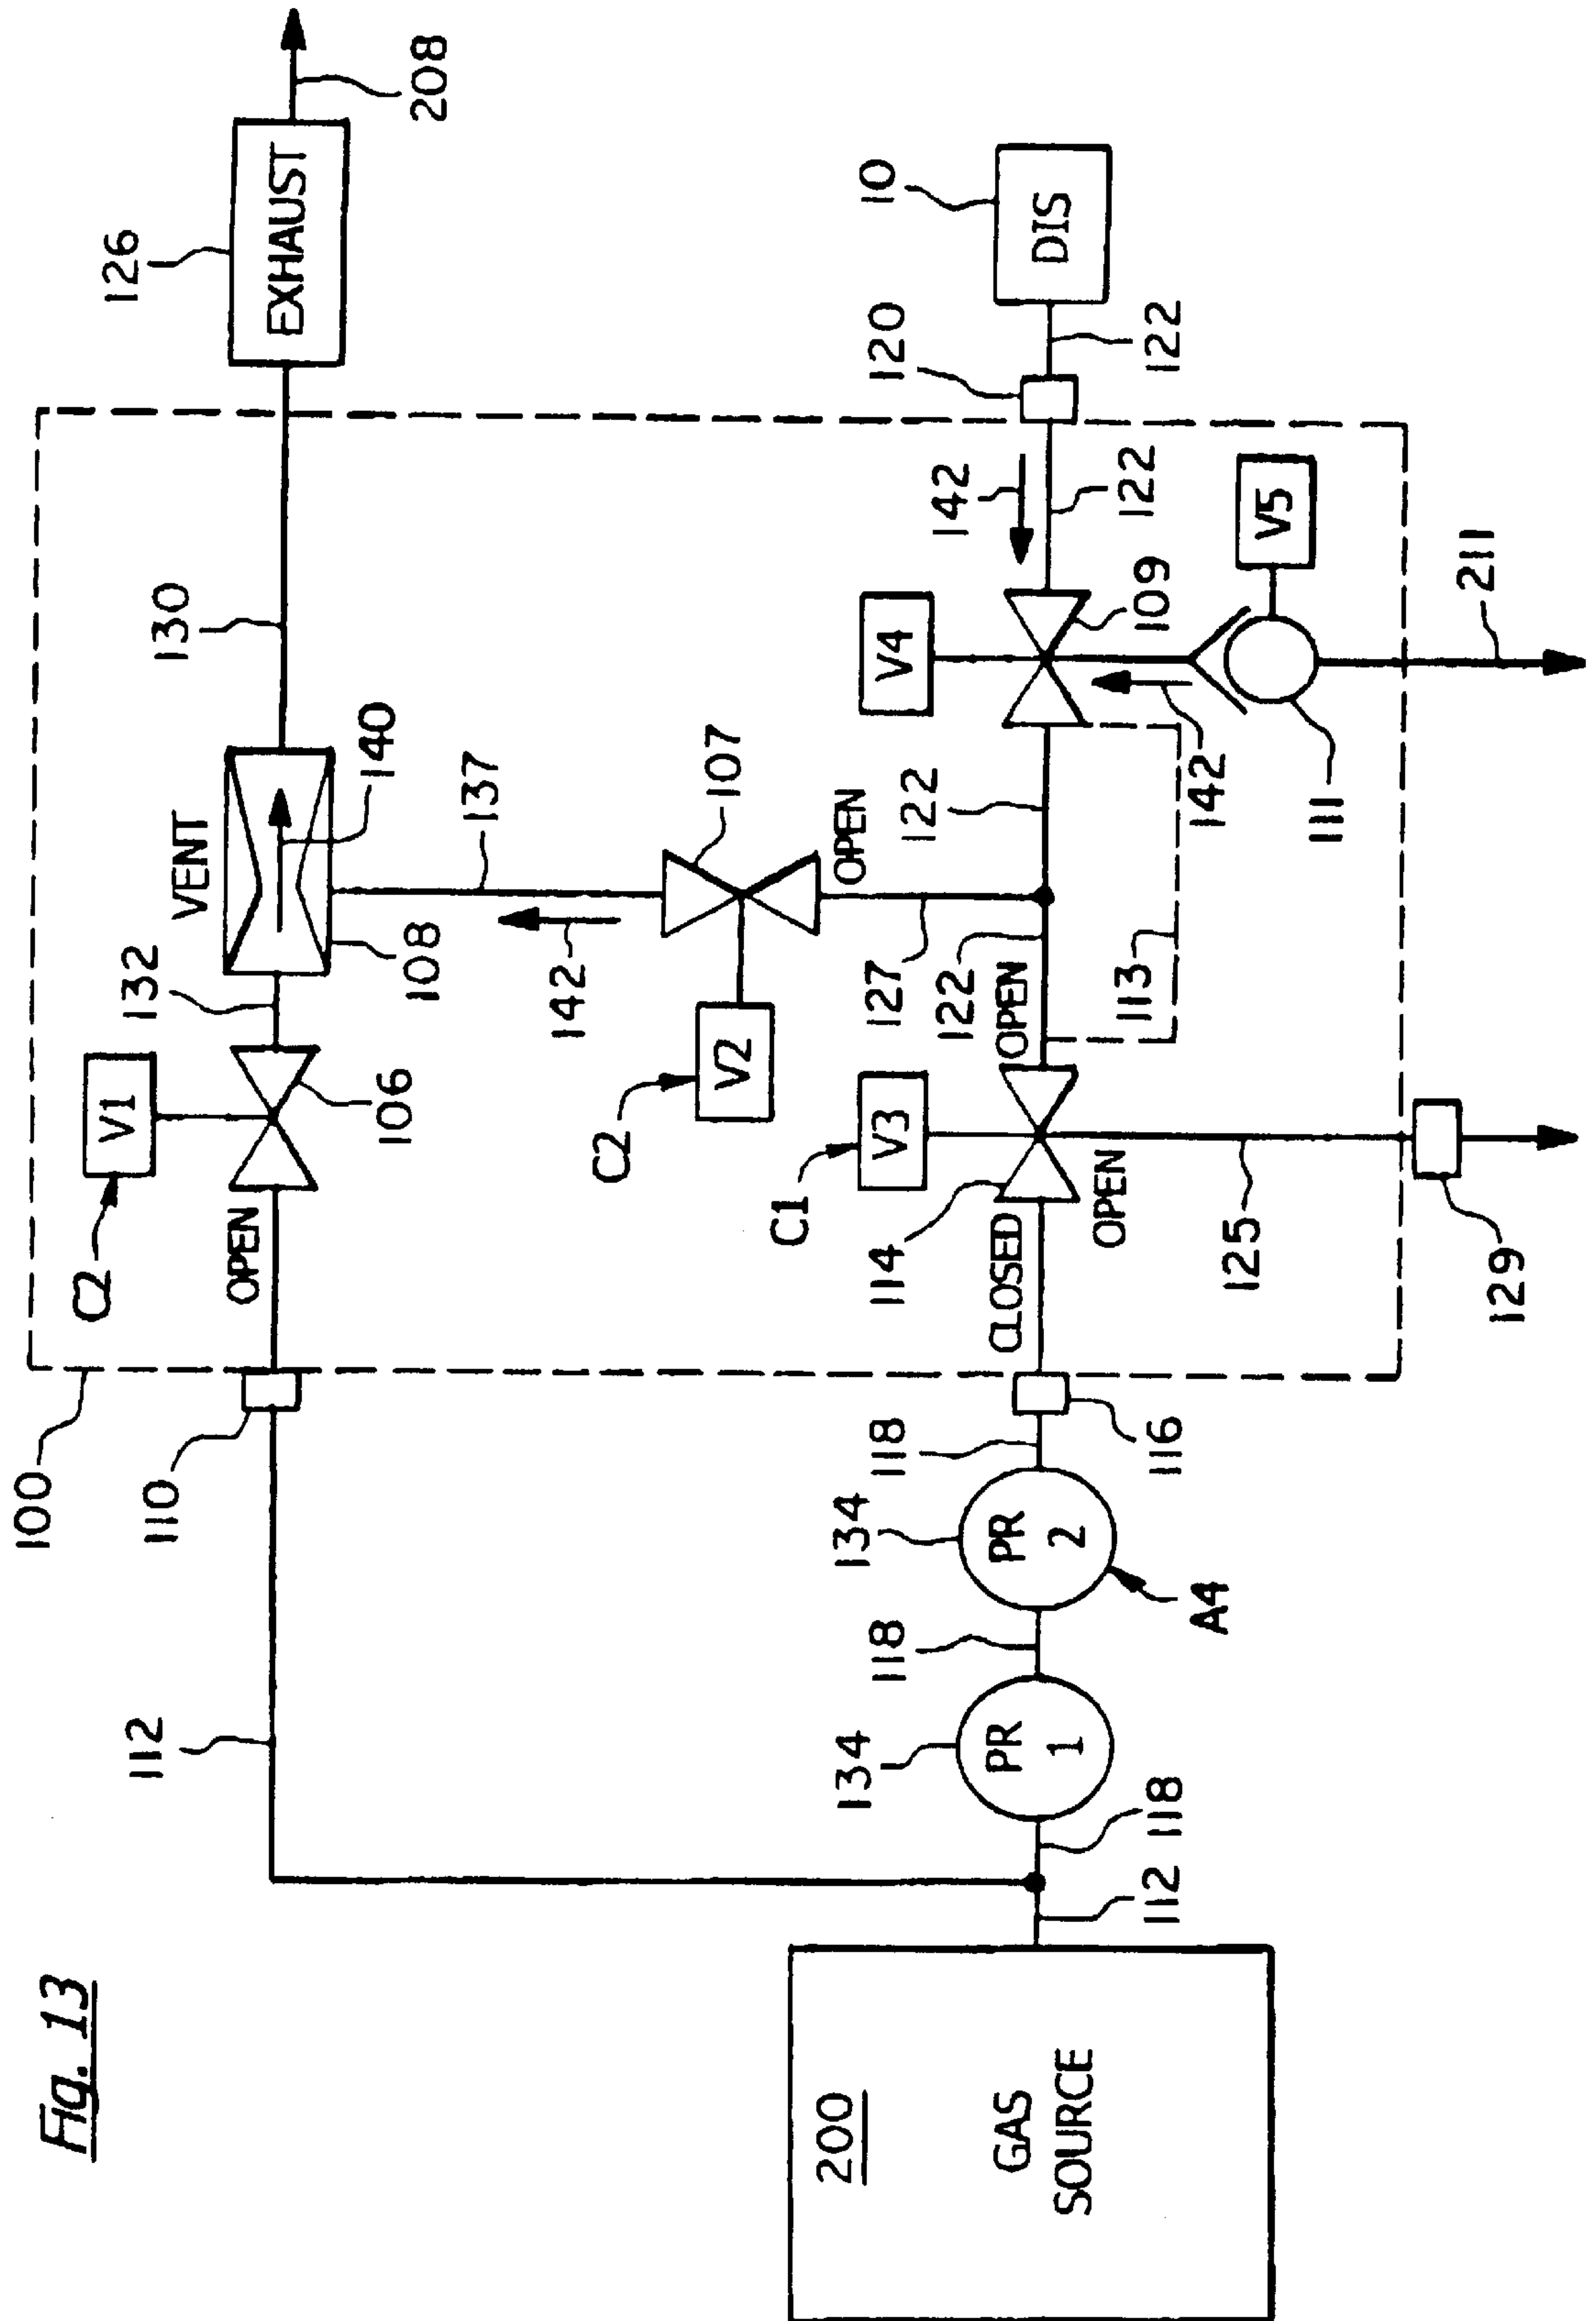 Fig. 13
126
EXHAUST
208
C2
V1
132
VENT
130
OPEN
106
108
140
137
100
110
112
C2
V2
142
107
127
OPEN
10
DIS
120
122
142
122
V4
109
V5
122
122
113
142
111
211
C1
V3
114
CLOSED
OPEN
OPEN
125
129
118
116
134
PR
2
A4
118
134
PR
1
118
112
200
GAS
SOURCE